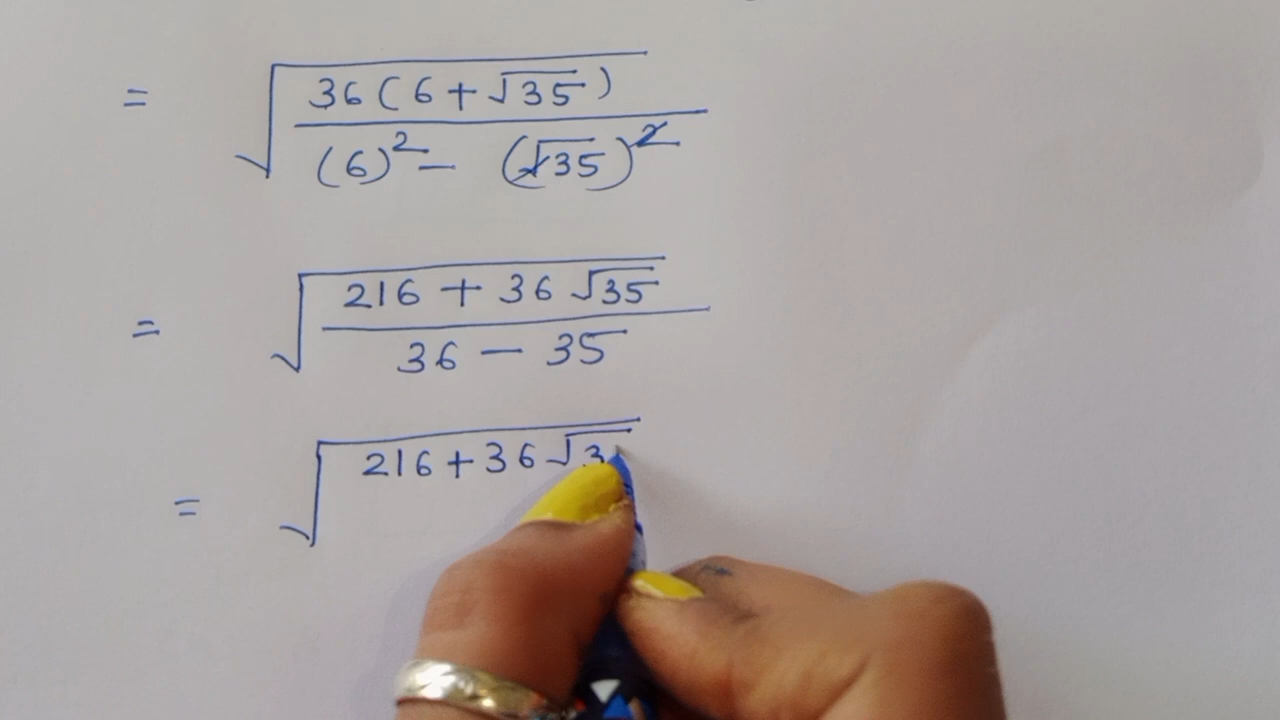 = √(36(6+√35) / (6)² - (√35)²)
= √(216 + 36√35 / 36 - 35)
= √(216+36√3